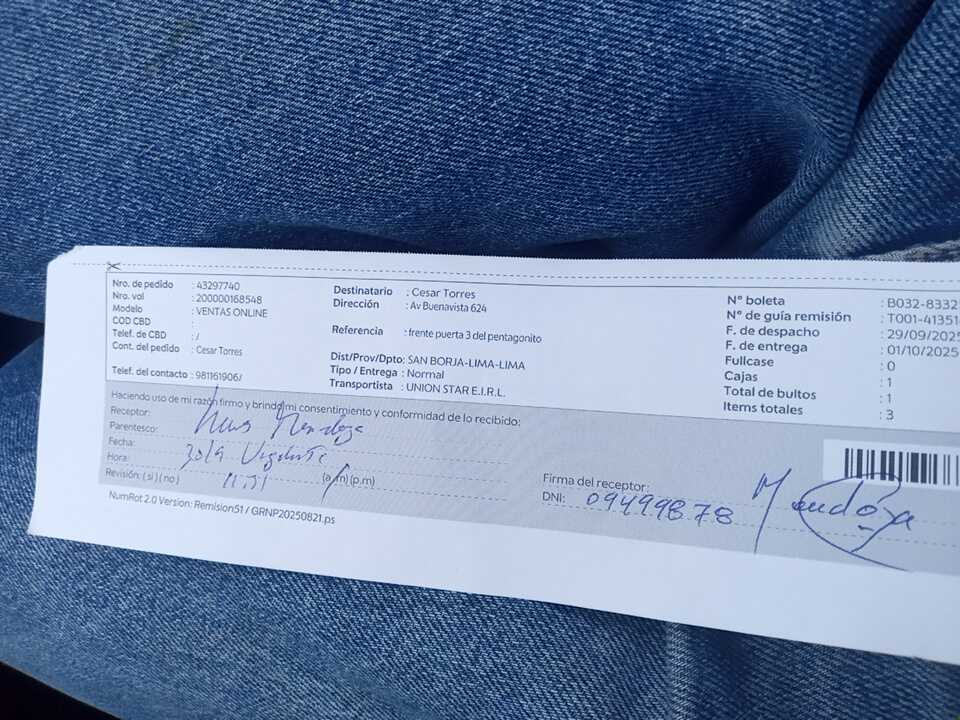 Nro. de pedido : 43297740
Nro. vol : 200000168548
Modelo : VENTAS ONLINE
COD CBD :
Telef. de CBD : /
Cont. del pedido : Cesar Torres
Telef. del contacto : 981161906/
Destinatario : Cesar Torres
Dirección : Av Buenavista 624
Referencia : frente puerta 3 del pentagonito
Dist/Prov/Dpto: SAN BORJA-LIMA-LIMA
Tipo / Entrega : Normal
Transportista : UNION STAR E.I.R.L.
N° boleta : B032-8332
N° de guía remisión : T001-41351
F. de despacho : 29/09/2025
F. de entrega : 01/10/2025
Fullcase : 0
Cajas : 1
Total de bultos : 1
Items totales : 3
Haciendo uso de mi razón firmo y brindo mi consentimiento y conformidad de lo recibido:
Receptor: Mendoza
Parentesco:
Fecha:
Hora: (a/n) (p.m)
Revisión: ( si ) ( no )
Firma del receptor: Mendoza
DNI: 09499878
NumRot 2.0 Version: Remision51 / GRNP20250821.ps